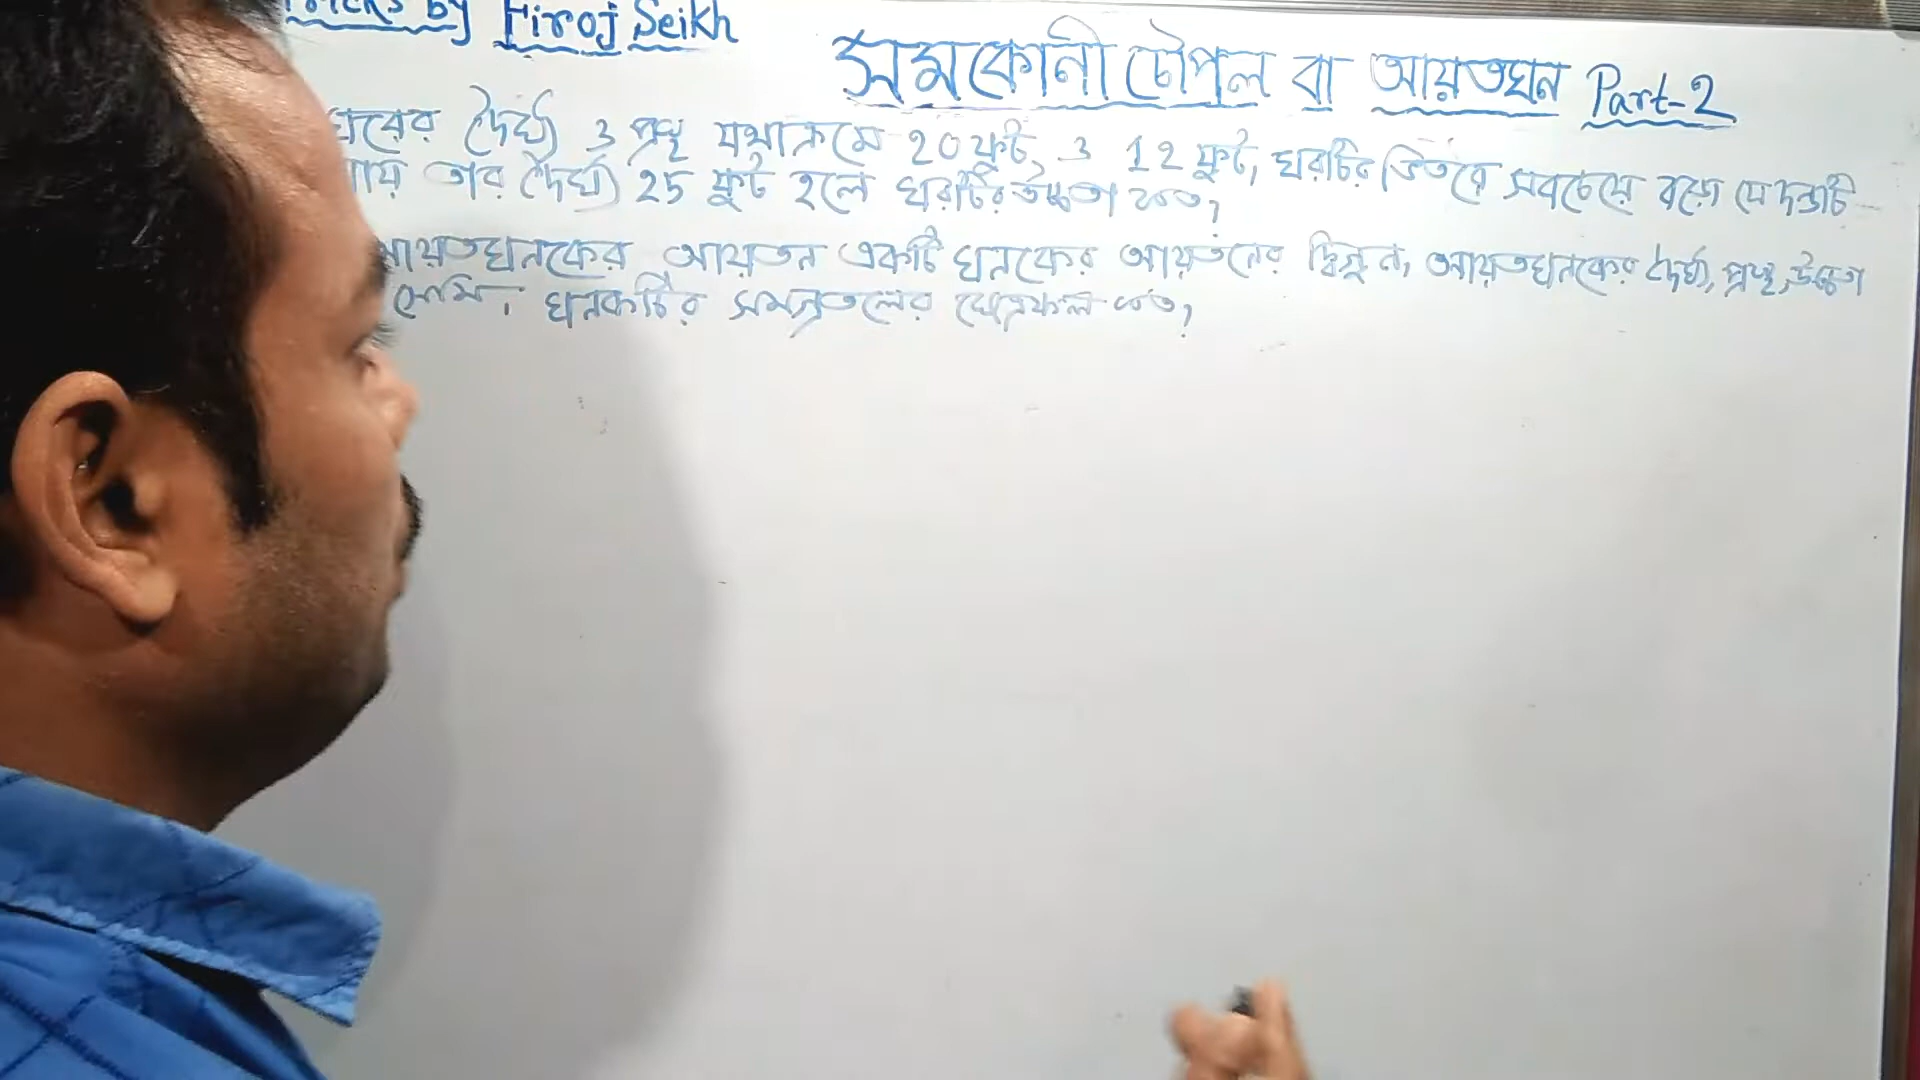 by Firoj Seikh
সমকোনী চৌপল বা আয়তঘন Part-2
ঘরের দৈর্ঘ্য ও প্রস্থ যথাক্রমে 20 ফুট ও 12 ফুট, ঘরটির ভিতরে সবচেয়ে বড়ো যে দন্ডটি
যায় তার দৈর্ঘ্য 25 ফুট হলে ঘরটির উচ্চতা কত?
আয়তঘনকের আয়তন একটি ঘনকের আয়তনের দ্বিগুন, আয়তঘনকের দৈর্ঘ্য, প্রস্থ, উচ্চতা
সেমি. ঘনকটির সমগ্রতলের ক্ষেত্রফল কত?